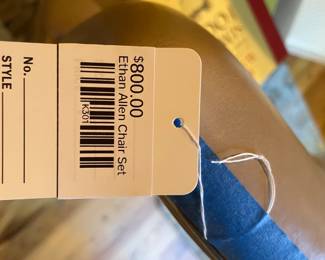 $800.00
Ethan Allen Chair Set
K301
No.
STYLE